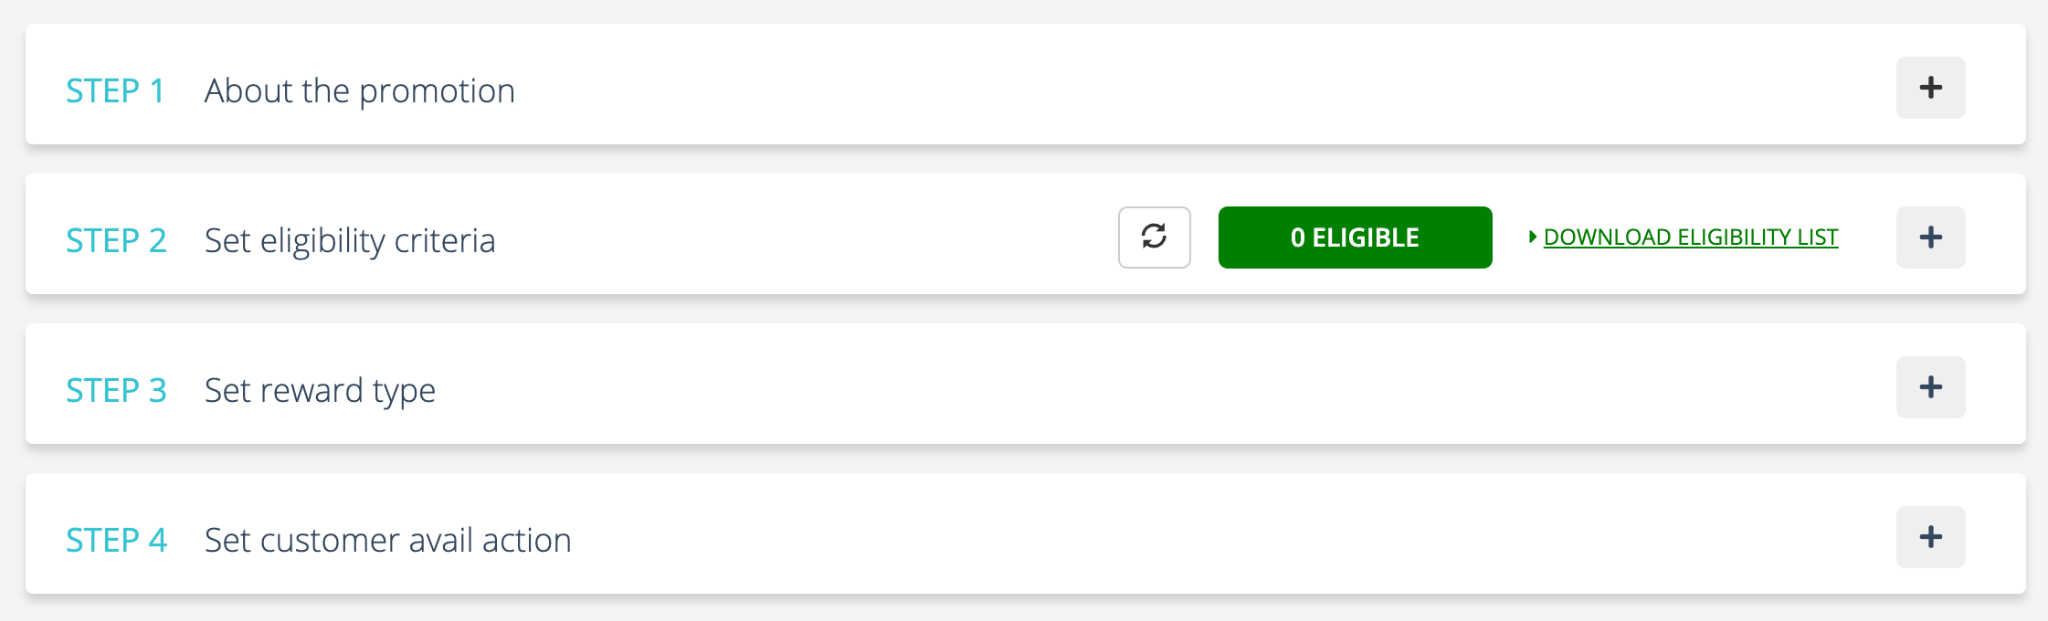 STEP 1 About the promotion
STEP 2 Set eligibility criteria 0 ELIGIBLE DOWNLOAD ELIGIBILITY LIST
STEP 3 Set reward type
STEP 4 Set customer avail action